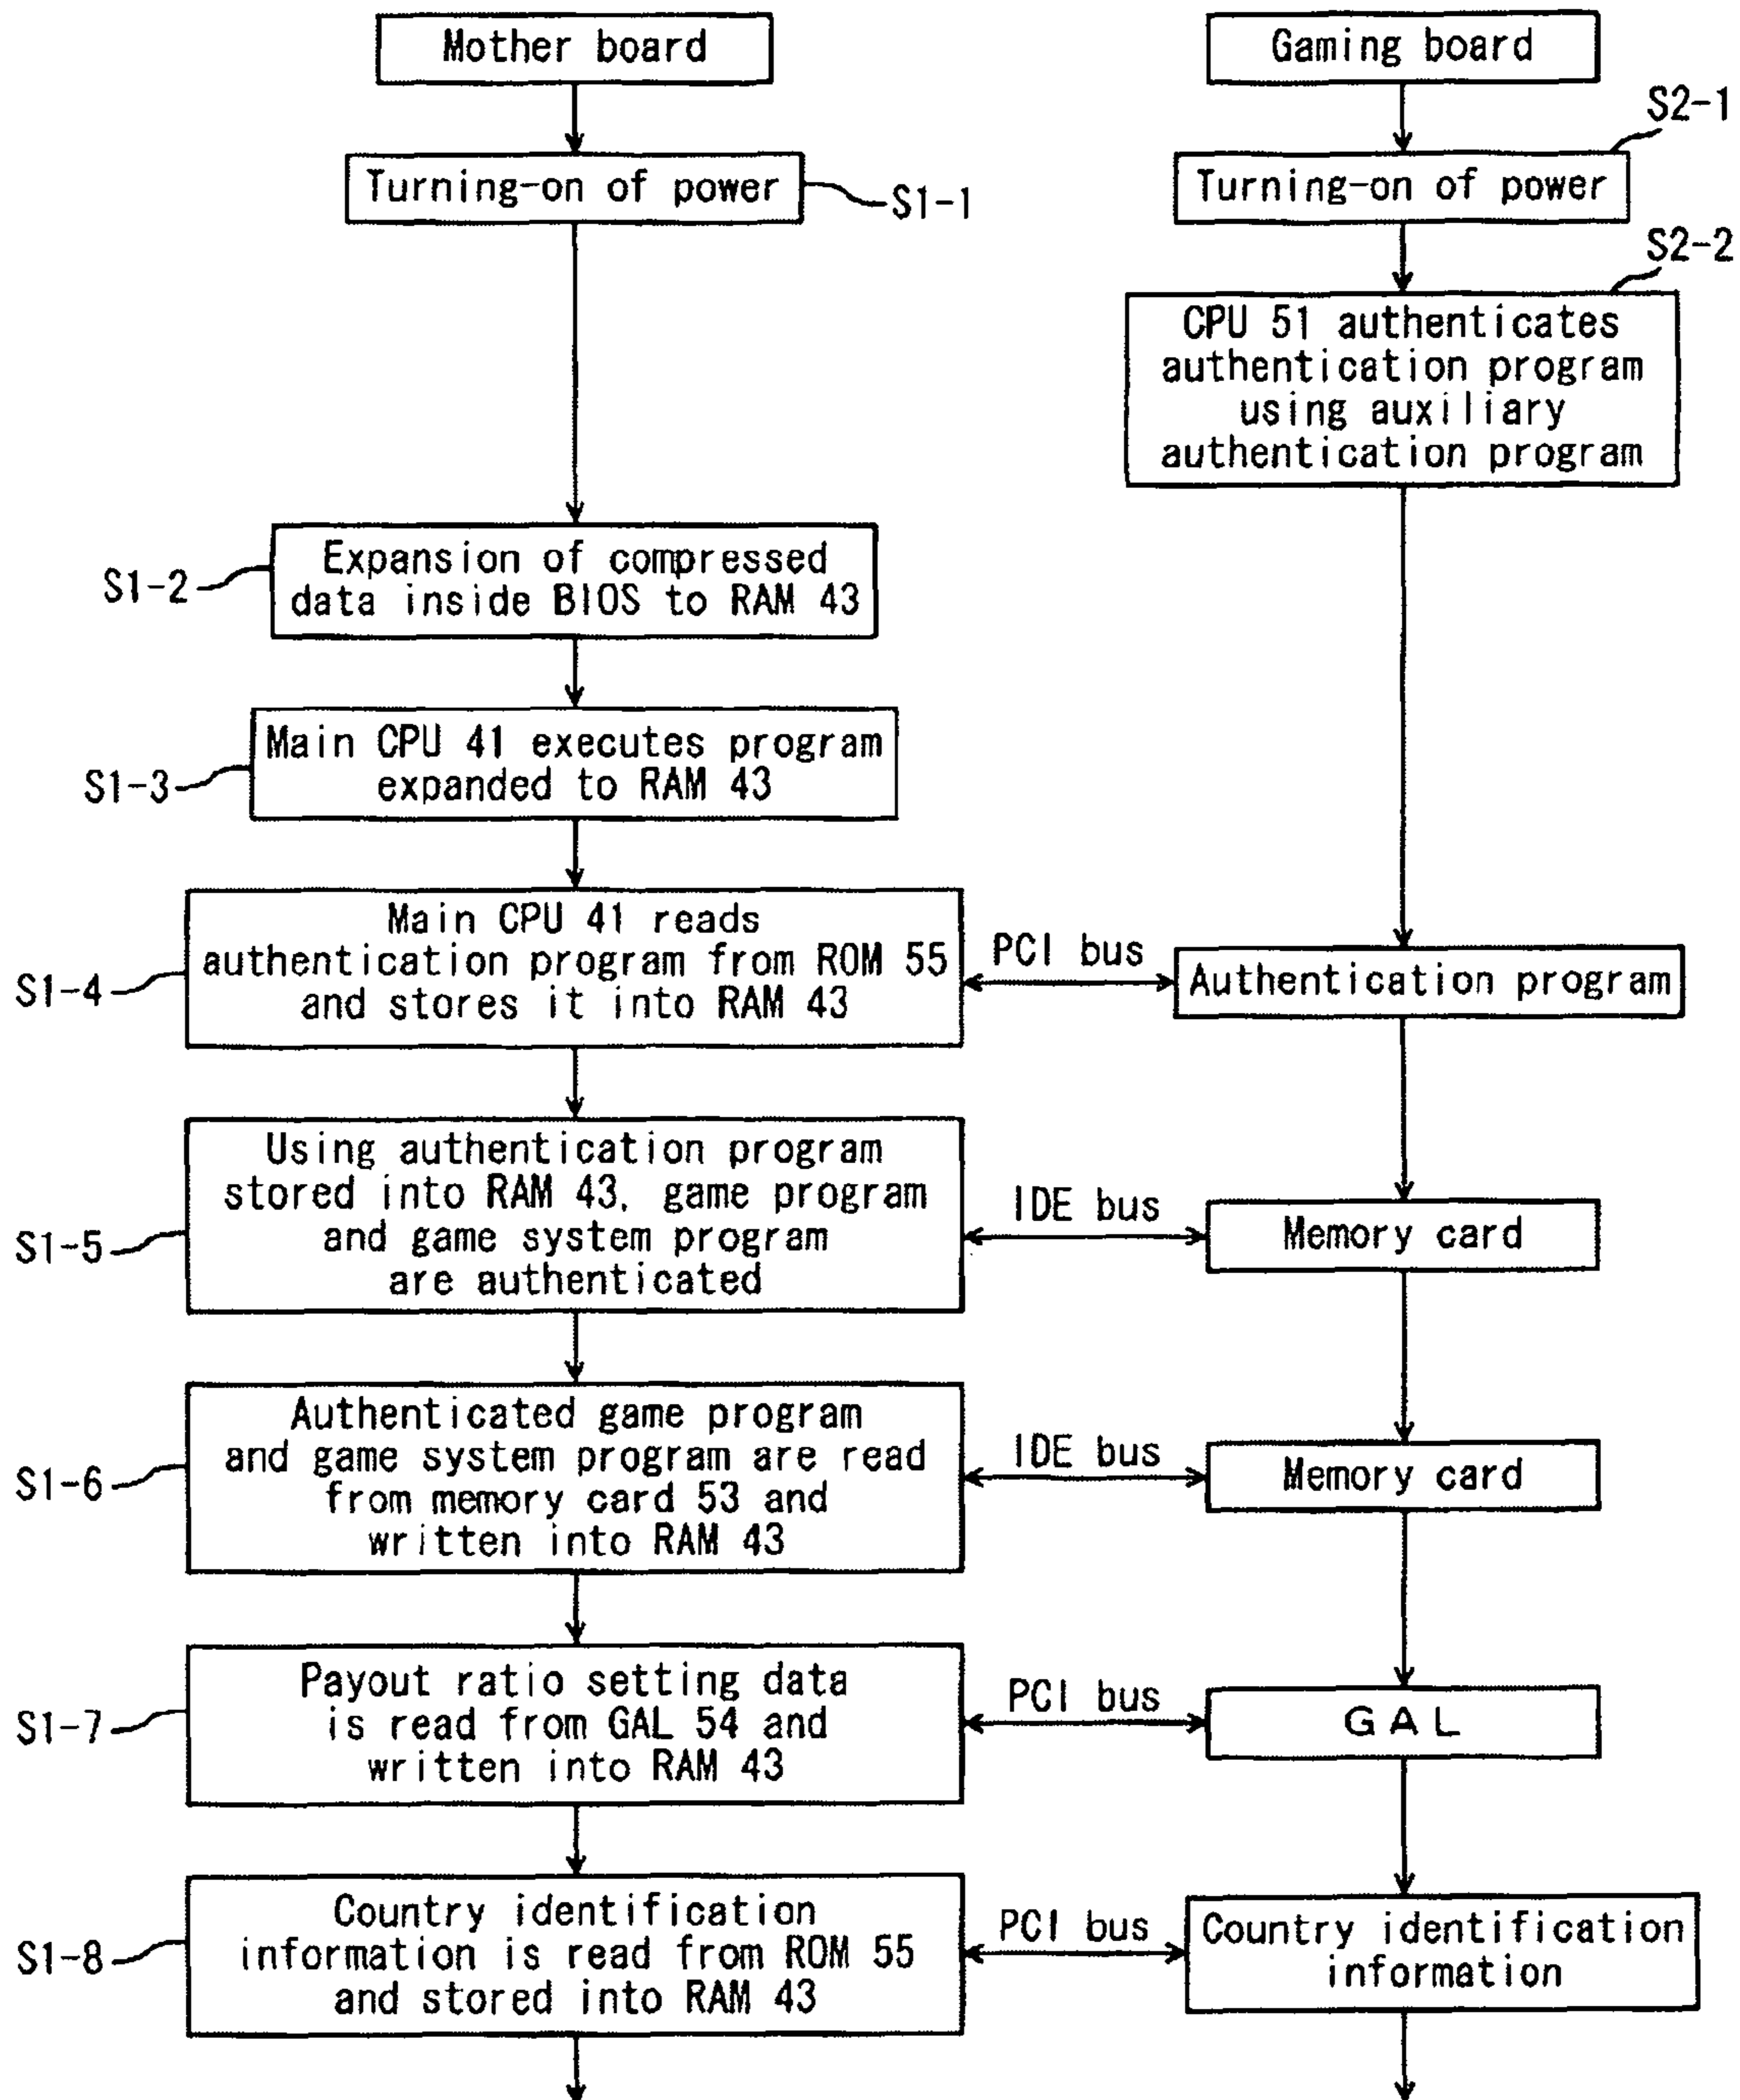 Mother board
Gaming board
S2-1
Turning-on of power
S1-1
Turning-on of power
S2-2
CPU 51 authenticates
authentication program
using auxiliary
authentication program
Expansion of compressed
data inside BIOS to RAM 43
S1-2
Main CPU 41 executes program
expanded to RAM 43
S1-3
Main CPU 41 reads
authentication program from ROM 55
and stores it into RAM 43
S1-4
PCI bus
Authentication program
Using authentication program
stored into RAM 43, game program
and game system program
are authenticated
S1-5
IDE bus
Memory card
Authenticated game program
and game system program are read
from memory card 53 and
written into RAM 43
S1-6
IDE bus
Memory card
Payout ratio setting data
is read from GAL 54 and
written into RAM 43
S1-7
PCI bus
GAL
Country identification
information is read from ROM 55
and stored into RAM 43
S1-8
PCI bus
Country identification
information